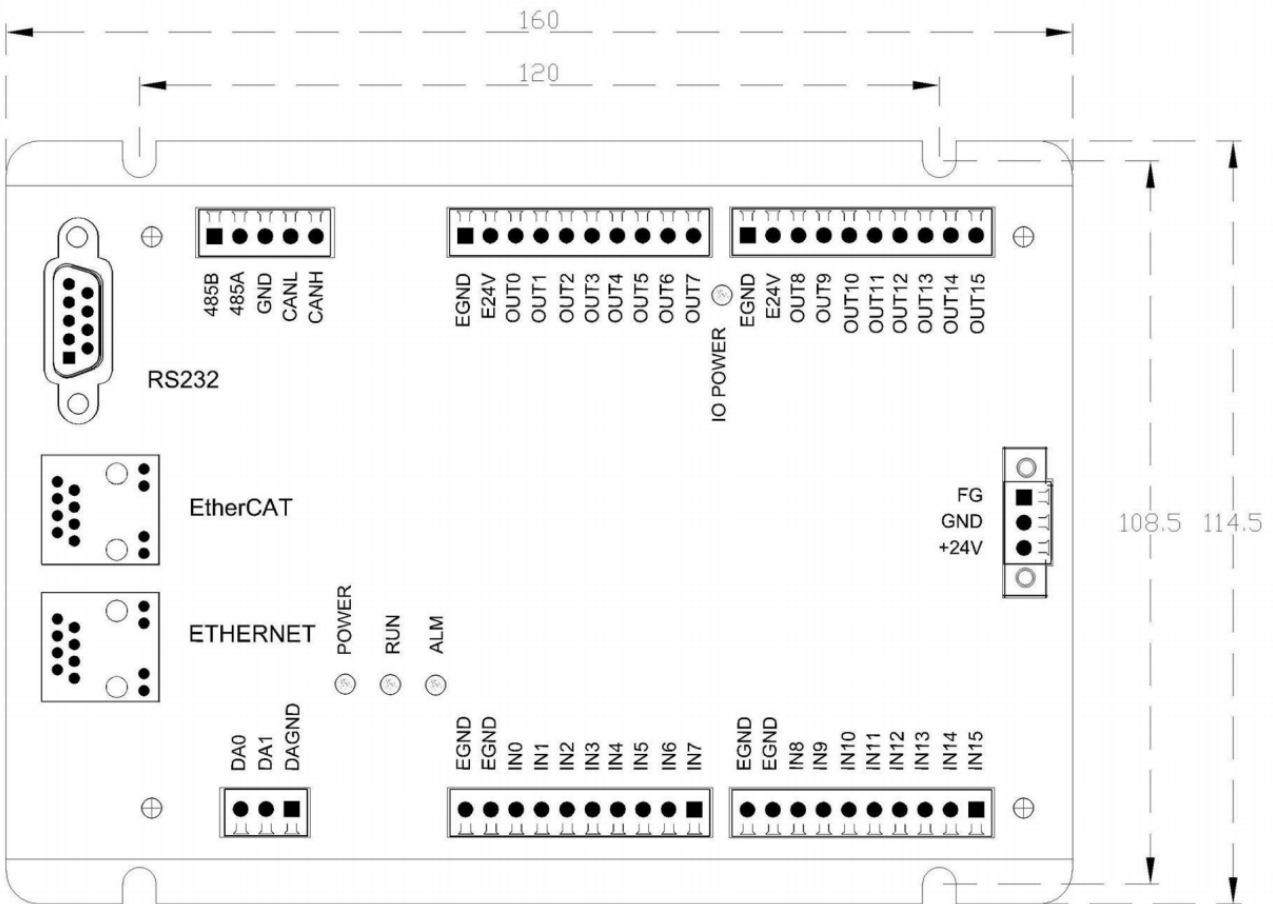 160
120
485B
485A
GND
CANL
CANH
EGND
E24V
OUT0
OUT1
OUT2
OUT3
OUT4
OUT5
OUT6
OUT7
IO POWER
EGND
E24V
OUT8
OUT9
OUT10
OUT11
OUT12
OUT13
OUT14
OUT15
RS232
EtherCAT
FG
GND
+24V
108.5
114.5
ETHERNET
POWER
RUN
ALM
DA0
DA1
DAGND
EGND
EGND
IN0
IN1
IN2
IN3
IN4
IN5
IN6
IN7
EGND
EGND
IN8
IN9
IN10
IN11
IN12
IN13
IN14
IN15